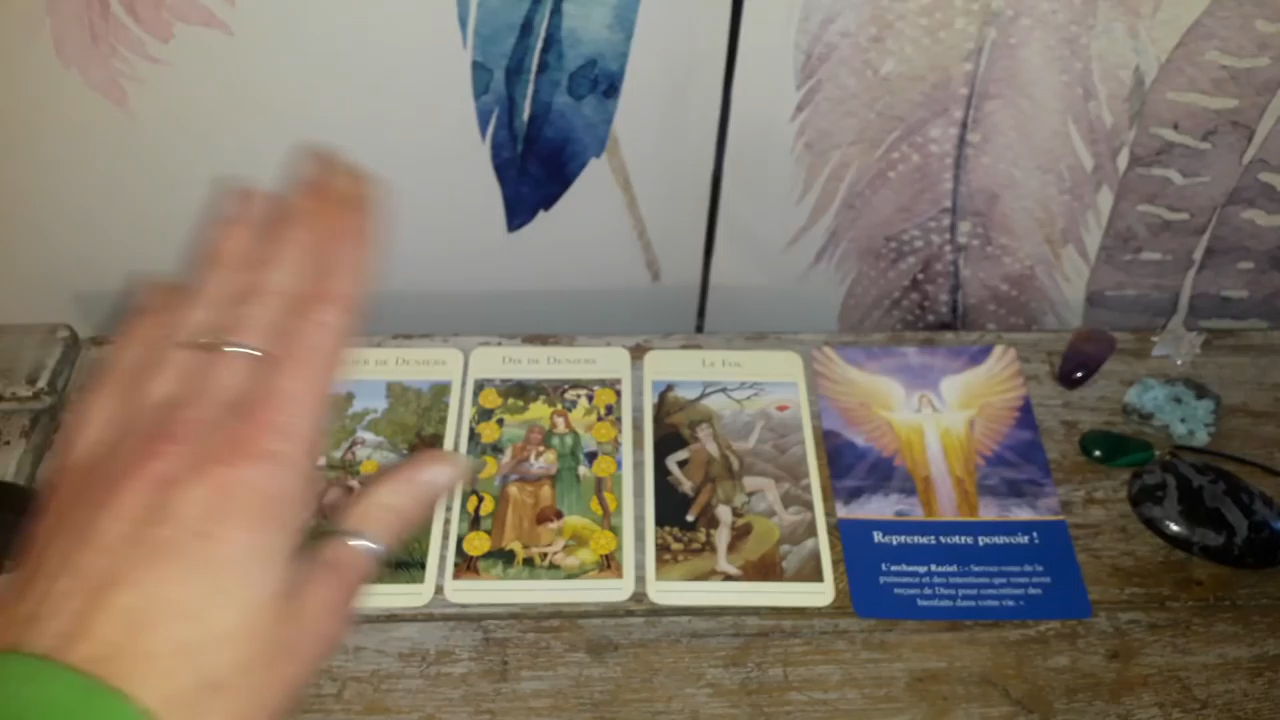 DE DENIERS
DIX DE DENIERS
LE FOU
Reprenez votre pouvoir !
L'archange Raziel : « Servez-vous de la
puissance et des intentions que vous avez
reçues de Dieu pour concrétiser des
bienfaits dans votre vie. »